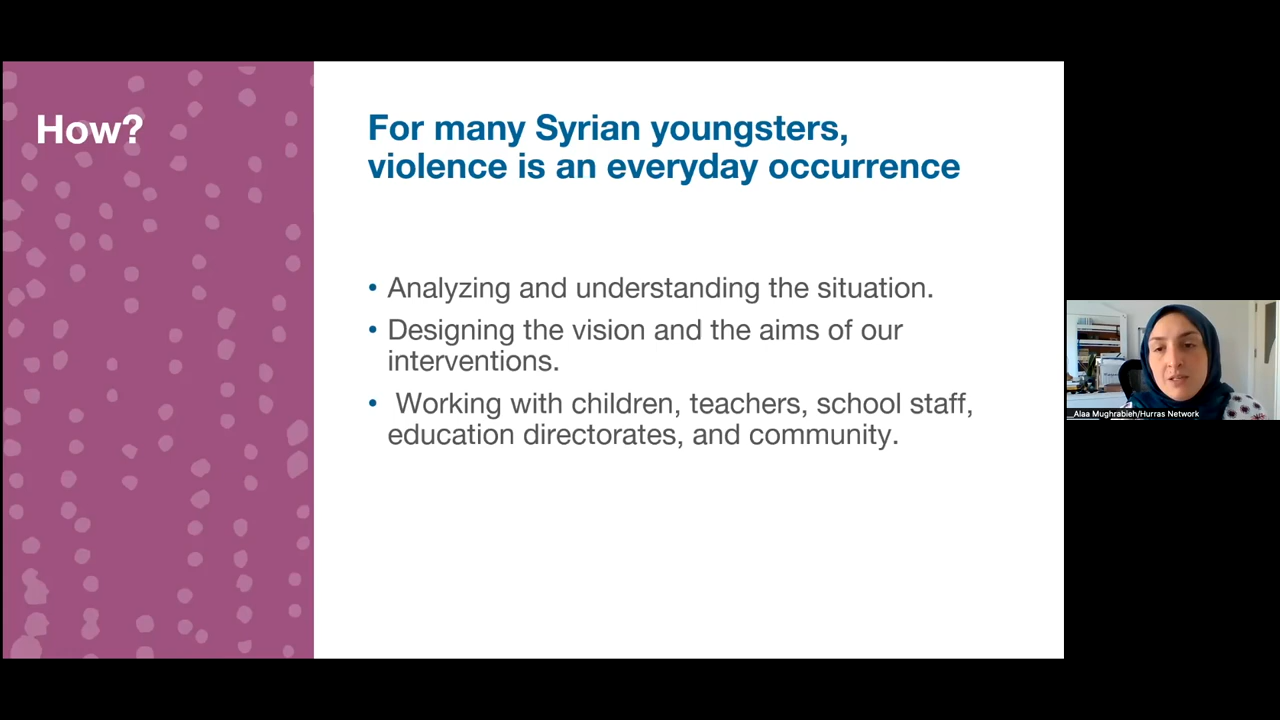 How?
For many Syrian youngsters,
violence is an everyday occurrence
• Analyzing and understanding the situation.
• Designing the vision and the aims of our
interventions.
• Working with children, teachers, school staff,
education directorates, and community.
_Alaa Mughrabieh/Hurras Network